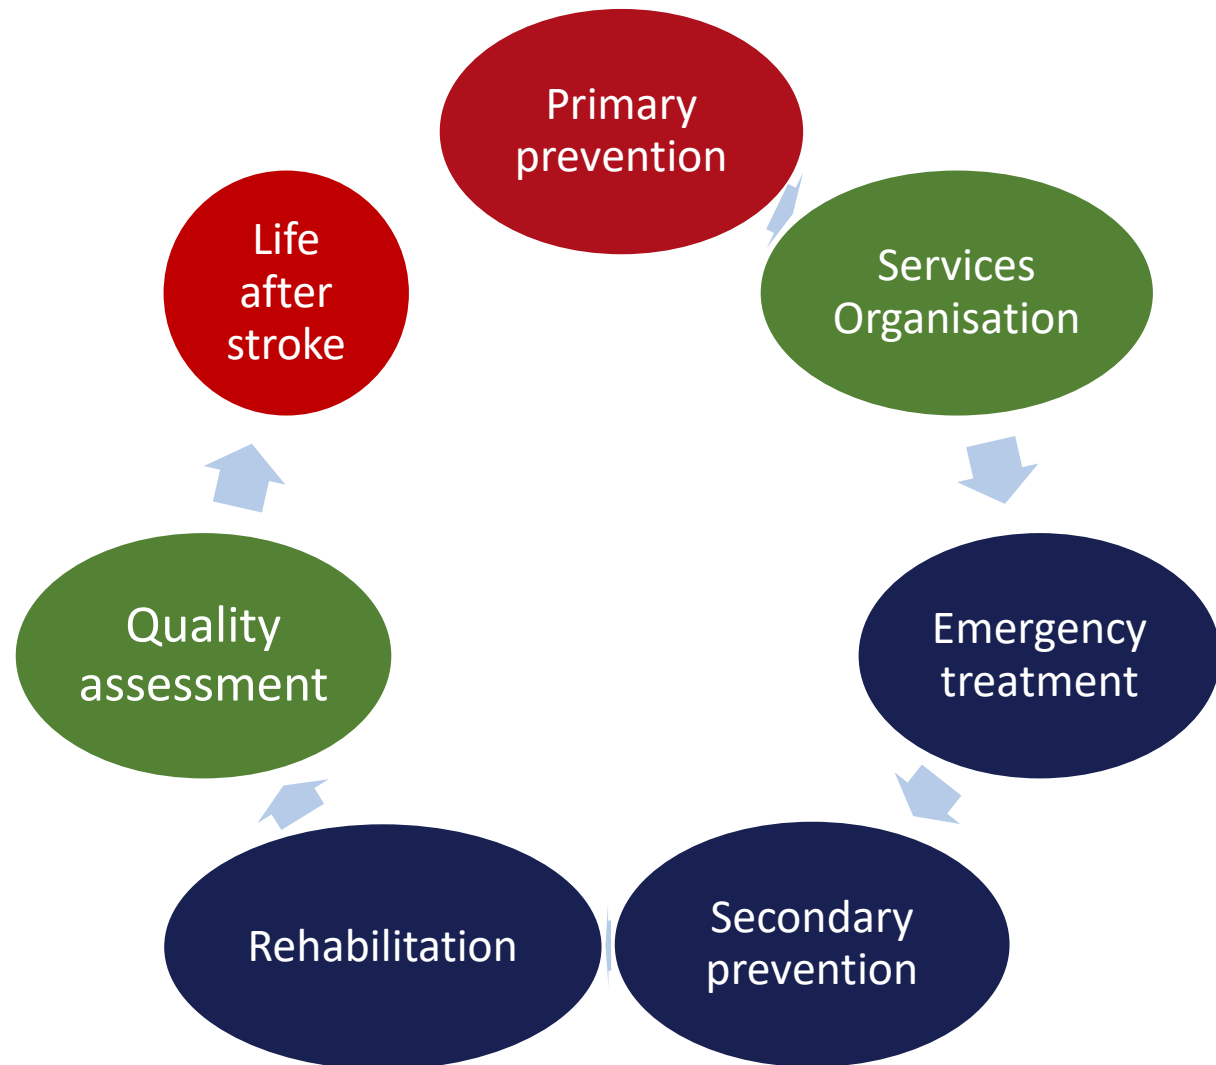 Primary
prevention
Services
Organisation
Emergency
treatment
Secondary
prevention
Rehabilitation
Quality
assessment
Life
after
stroke